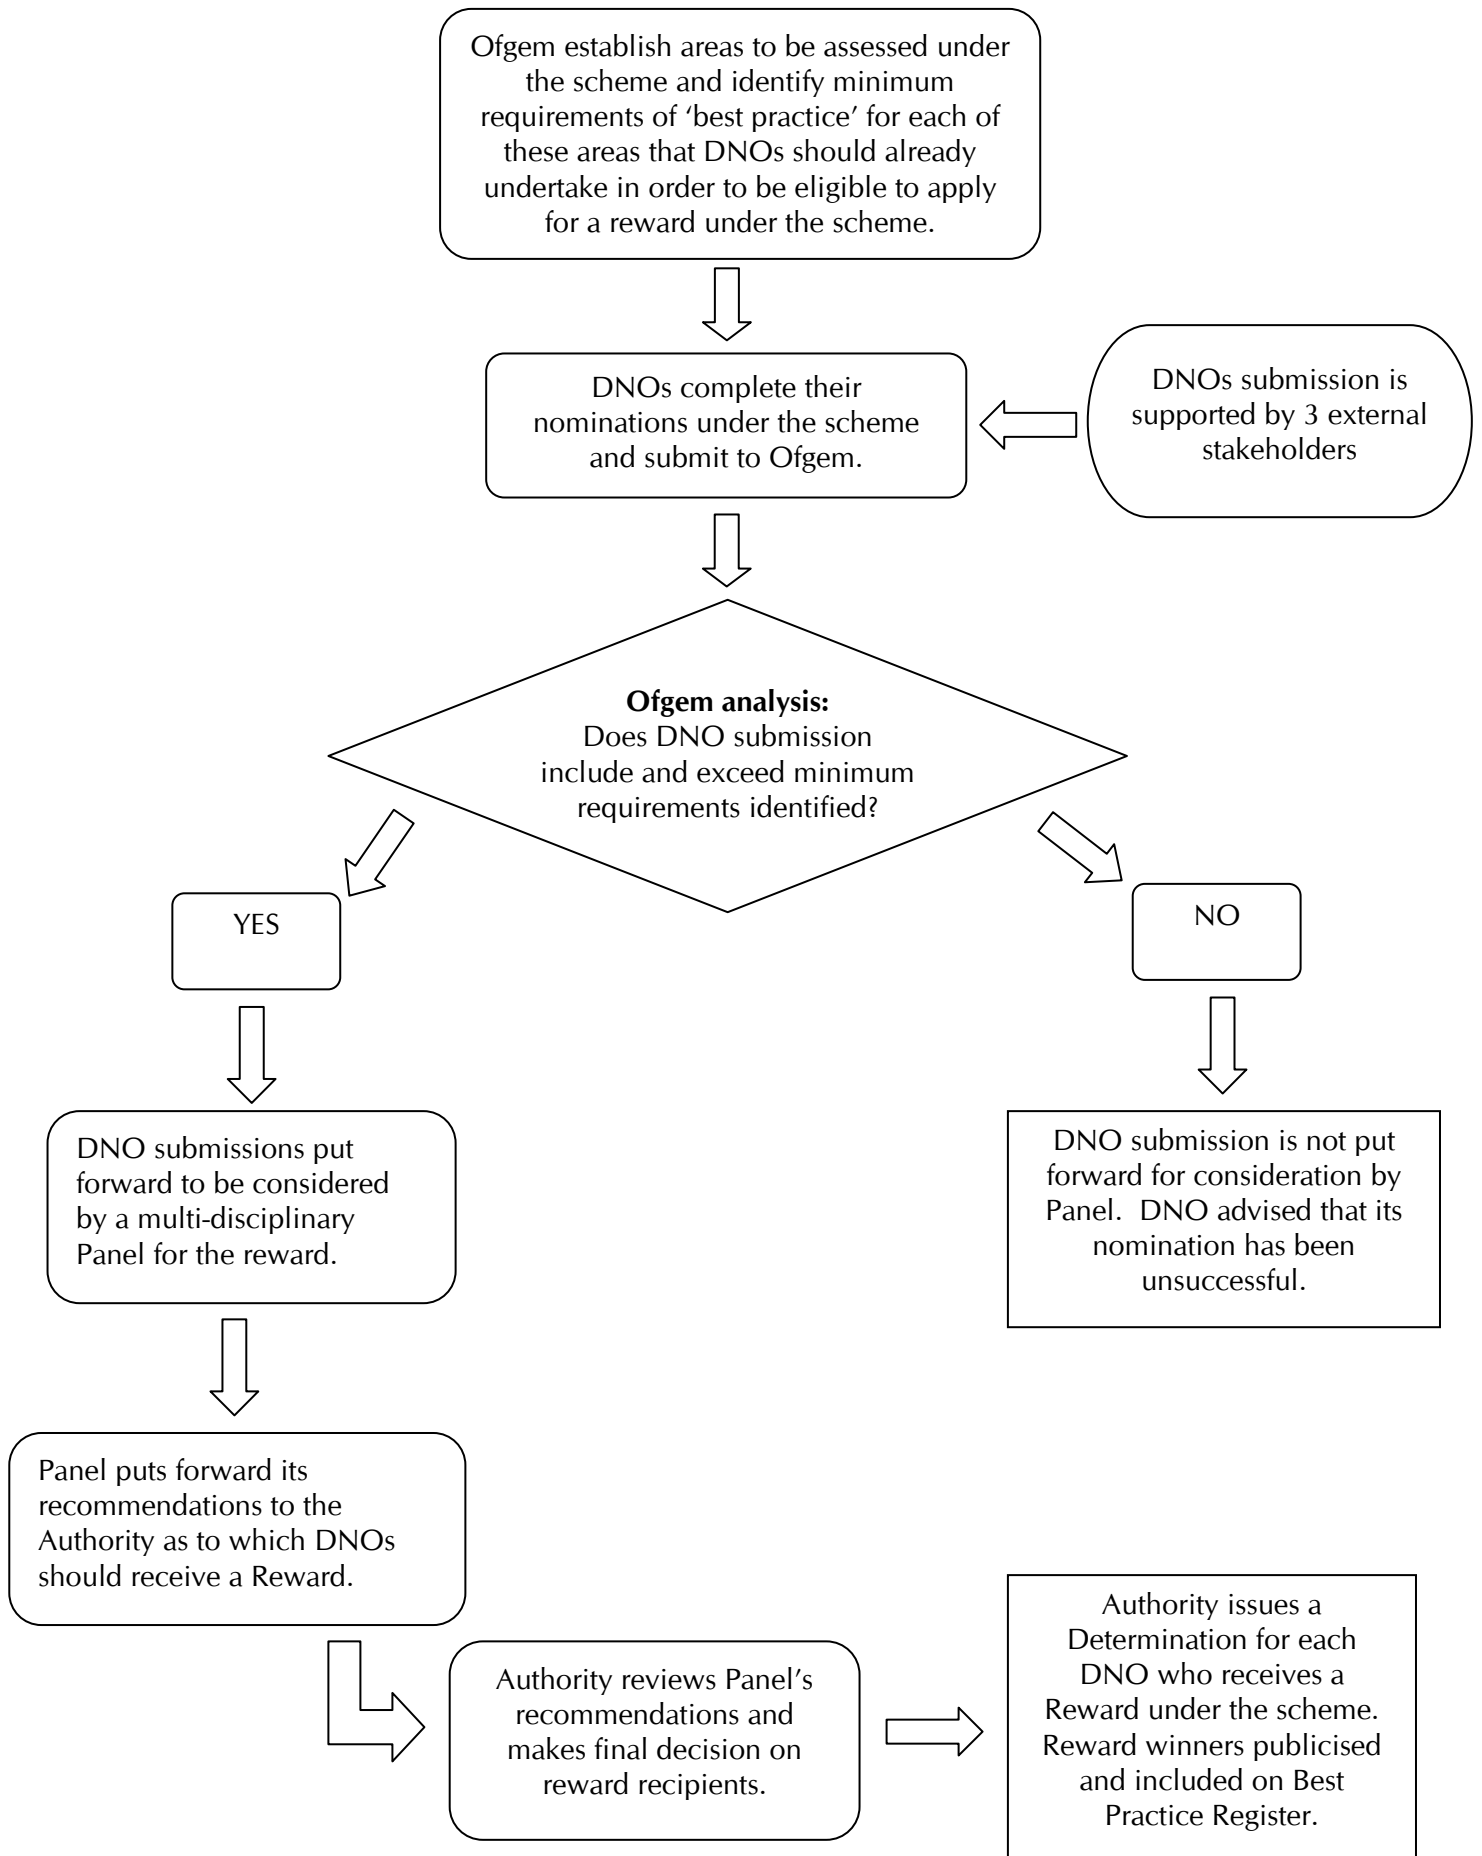 Ofgem establish areas to be assessed under
the scheme and identify minimum
requirements of ‘best practice’ for each of
these areas that DNOs should already
undertake in order to be eligible to apply
for a reward under the scheme.
DNOs complete their
nominations under the scheme
and submit to Ofgem.
DNOs submission is
supported by 3 external
stakeholders
Ofgem analysis:
Does DNO submission
include and exceed minimum
requirements identified?
YES
NO
DNO submissions put
forward to be considered
by a multi-disciplinary
Panel for the reward.
DNO submission is not put
forward for consideration by
Panel.  DNO advised that its
nomination has been
unsuccessful.
Panel puts forward its
recommendations to the
Authority as to which DNOs
should receive a Reward.
Authority reviews Panel’s
recommendations and
makes final decision on
reward recipients.
Authority issues a
Determination for each
DNO who receives a
Reward under the scheme.
Reward winners publicised
and included on Best
Practice Register.